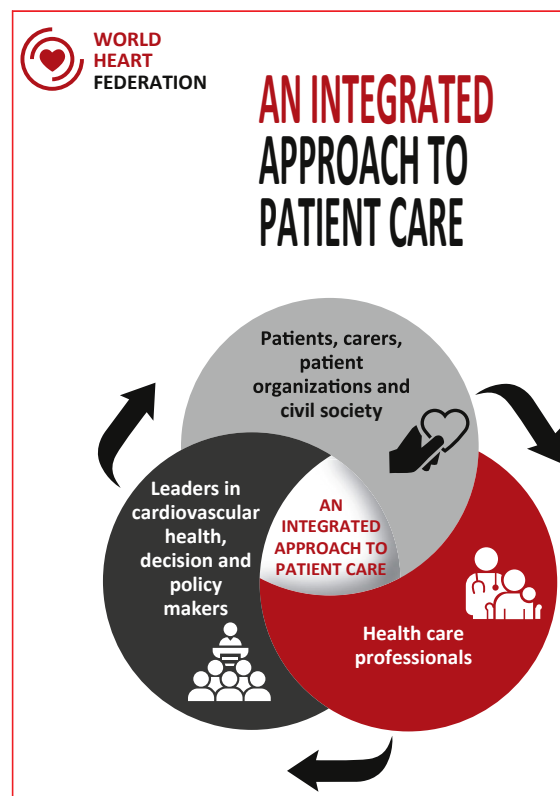 WORLD
HEART
FEDERATION
AN INTEGRATED
APPROACH TO
PATIENT CARE
Patients, carers,
patient
organizations and
civil society
Leaders in
cardiovascular
health,
decision and
policy
makers
AN
INTEGRATED
APPROACH TO
PATIENT CARE
Health care
professionals